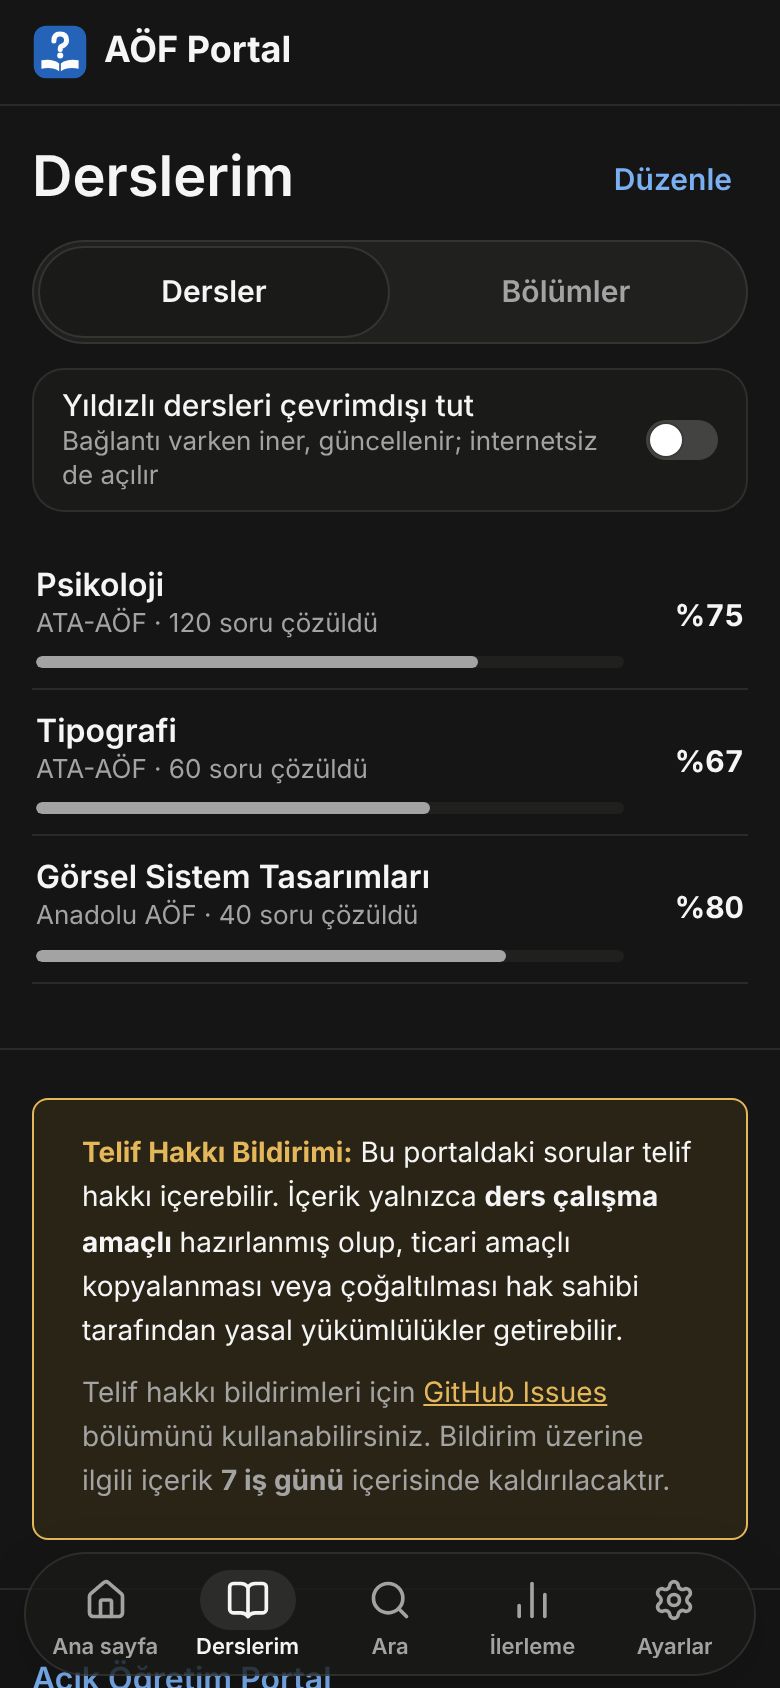 AÖF Portal
Derslerim
Düzenle
Dersler
Bölümler
Yıldızlı dersleri çevrimdışı tut
Bağlantı varken iner, güncellenir; internetsiz
de açılır
Psikoloji
ATA-AÖF · 120 soru çözüldü
%75
Tipografi
ATA-AÖF · 60 soru çözüldü
%67
Görsel Sistem Tasarımları
Anadolu AÖF · 40 soru çözüldü
%80
Telif Hakkı Bildirimi: Bu portaldaki sorular telif
hakkı içerebilir. İçerik yalnızca ders çalışma
amaçlı hazırlanmış olup, ticari amaçlı
kopyalanması veya çoğaltılması hak sahibi
tarafından yasal yükümlülükler getirebilir.
Telif hakkı bildirimleri için GitHub Issues
bölümünü kullanabilirsiniz. Bildirim üzerine
ilgili içerik 7 iş günü içerisinde kaldırılacaktır.
Ana sayfa
Derslerim
Ara
İlerleme
Ayarlar
Açık Öğretim Portal